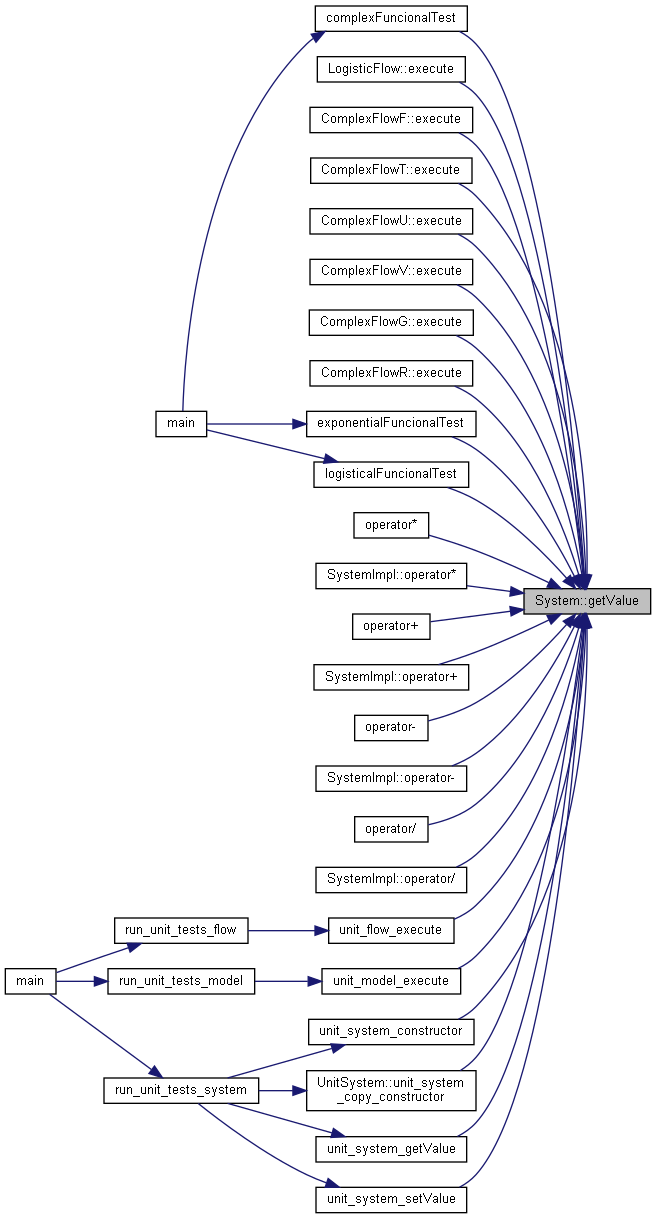 complexFuncionalTest
LogisticFlow::execute
ComplexFlowF::execute
ComplexFlowT::execute
ComplexFlowU::execute
ComplexFlowV::execute
ComplexFlowG::execute
ComplexFlowR::execute
main
exponentialFuncionalTest
logisticalFuncionalTest
operator*
SystemImpl::operator*
System::getValue
operator+
SystemImpl::operator+
operator-
SystemImpl::operator-
operator/
SystemImpl::operator/
run_unit_tests_flow
unit_flow_execute
main
run_unit_tests_model
unit_model_execute
unit_system_constructor
run_unit_tests_system
UnitSystem::unit_system
_copy_constructor
unit_system_getValue
unit_system_setValue